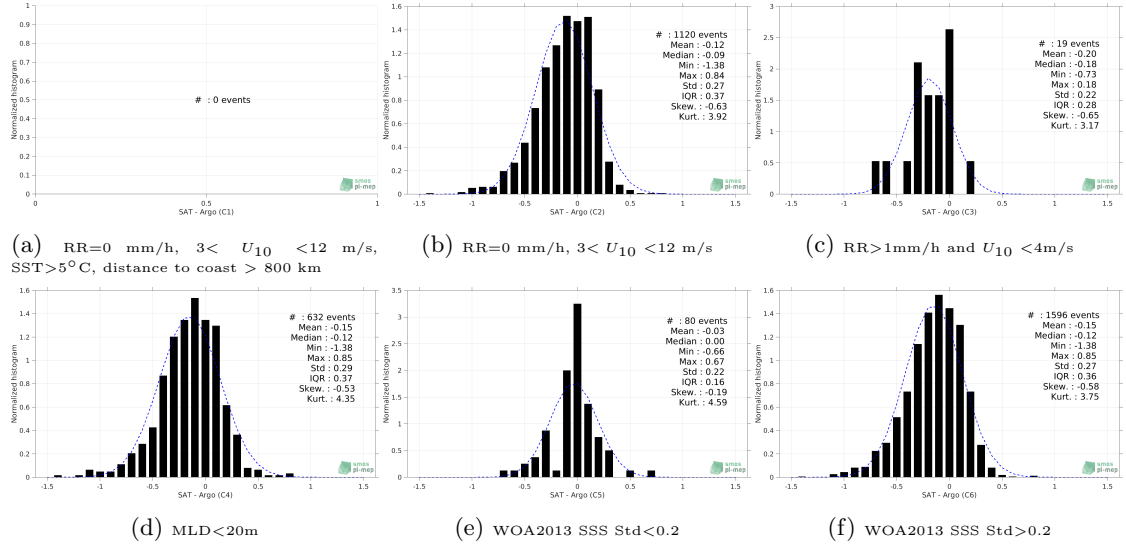 Normalized histogram
1
0.9
0.8
0.7
0.6
0.5
0.4
0.3
0.2
0.1
0
# : 0 events
smos
pi-mep
0 0.5 1
SAT - Argo (C1)
(a) RR=0 mm/h, 3< U10 <12 m/s,
SST>5°C, distance to coast > 800 km
Normalized histogram
1.6
1.4
1.2
1
0.8
0.6
0.4
0.2
0
# : 1120 events
Mean : -0.12
Median : -0.09
Min : -1.38
Max : 0.84
Std : 0.27
IQR : 0.37
Skew. : -0.63
Kurt. : 3.92
smos
pi-mep
-1.5 -1 -0.5 0 0.5 1 1.5
SAT - Argo (C2)
(b) RR=0 mm/h, 3< U10 <12 m/s
Normalized histogram
3
2.5
2
1.5
1
0.5
0
# : 19 events
Mean : -0.20
Median : -0.18
Min : -0.73
Max : 0.18
Std : 0.22
IQR : 0.28
Skew. : -0.65
Kurt. : 3.17
smos
pi-mep
-1.5 -1 -0.5 0 0.5 1 1.5
SAT - Argo (C3)
(c) RR>1mm/h and U10 <4m/s
Normalized histogram
1.6
1.4
1.2
1
0.8
0.6
0.4
0.2
0
# : 632 events
Mean : -0.15
Median : -0.12
Min : -1.38
Max : 0.85
Std : 0.29
IQR : 0.37
Skew. : -0.53
Kurt. : 4.35
smos
pi-mep
-1.5 -1 -0.5 0 0.5 1 1.5
SAT - Argo (C4)
(d) MLD<20m
Normalized histogram
3.5
3
2.5
2
1.5
1
0.5
0
# : 80 events
Mean : -0.03
Median : 0.00
Min : -0.66
Max : 0.67
Std : 0.22
IQR : 0.16
Skew. : -0.19
Kurt. : 4.59
smos
pi-mep
-1.5 -1 -0.5 0 0.5 1 1.5
SAT - Argo (C5)
(e) WOA2013 SSS Std<0.2
Normalized histogram
1.6
1.4
1.2
1
0.8
0.6
0.4
0.2
0
# : 1596 events
Mean : -0.15
Median : -0.12
Min : -1.38
Max : 0.85
Std : 0.27
IQR : 0.36
Skew. : -0.58
Kurt. : 3.75
smos
pi-mep
-1.5 -1 -0.5 0 0.5 1 1.5
SAT - Argo (C6)
(f) WOA2013 SSS Std>0.2